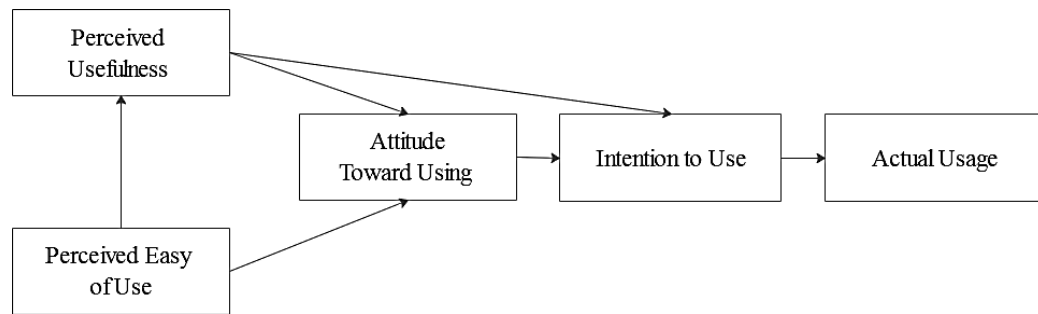 Perceived
Usefulness
Attitude
Toward Using
Intention to Use
Actual Usage
Perceived Easy
of Use